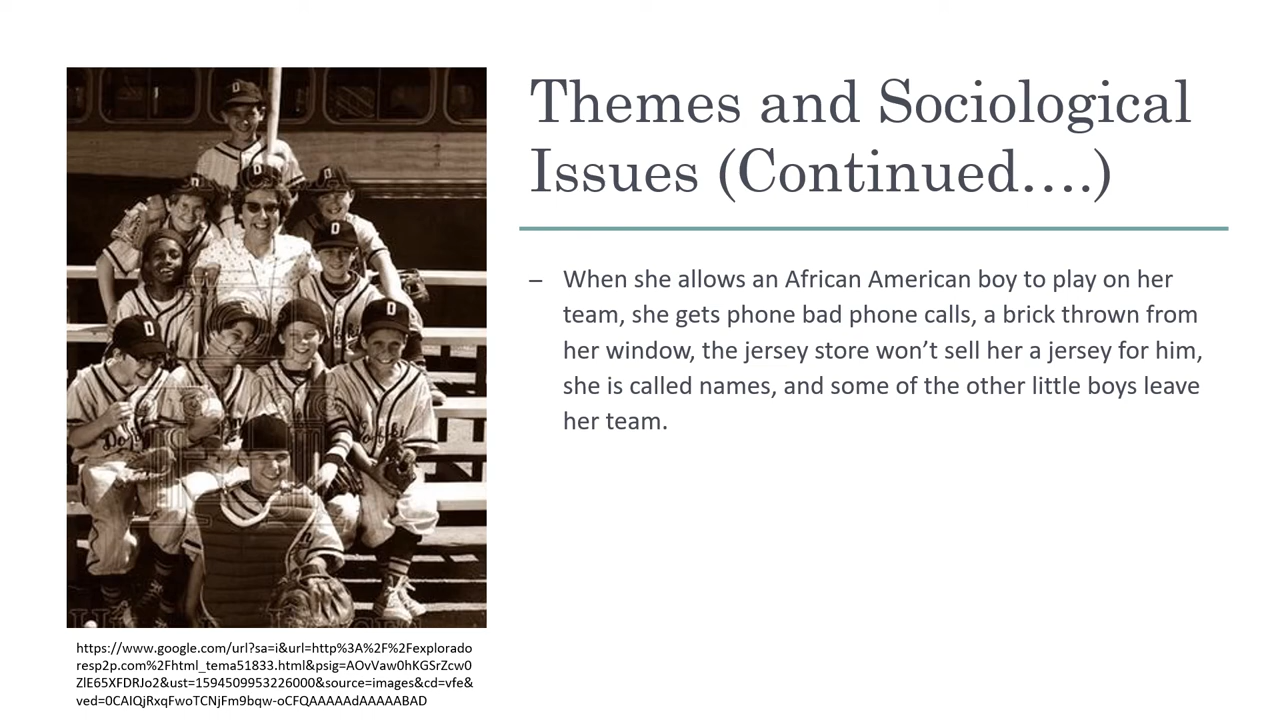 Themes and Sociological
Issues (Continued….)
– When she allows an African American boy to play on her
team, she gets phone bad phone calls, a brick thrown from
her window, the jersey store won’t sell her a jersey for him,
she is called names, and some of the other little boys leave
her team.
D
D
D
D
D
D
https://www.google.com/url?sa=i&url=http%3A%2F%2Fexplorado
resp2p.com%2Fhtml_tema51833.html&psig=AOvVaw0hKGSrZcw0
ZlE65XFDRJo2&ust=1594509953226000&source=images&cd=vfe&
ved=0CAIQjRxqFwoTCNjFm9bqw-oCFQAAAAAdAAAAABAD